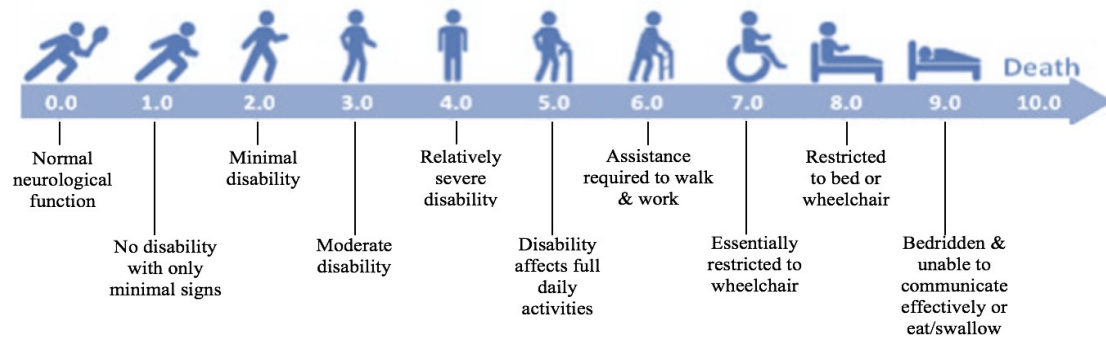 Death
0.0 1.0 2.0 3.0 4.0 5.0 6.0 7.0 8.0 9.0 10.0
Normal
neurological
function
No disability
with only
minimal signs
Minimal
disability
Moderate
disability
Relatively
severe
disability
Disability
affects full
daily
activities
Assistance
required to walk
& work
Essentially
restricted to
wheelchair
Restricted
to bed or
wheelchair
Bedridden &
unable to
communicate
effectively or
eat/swallow